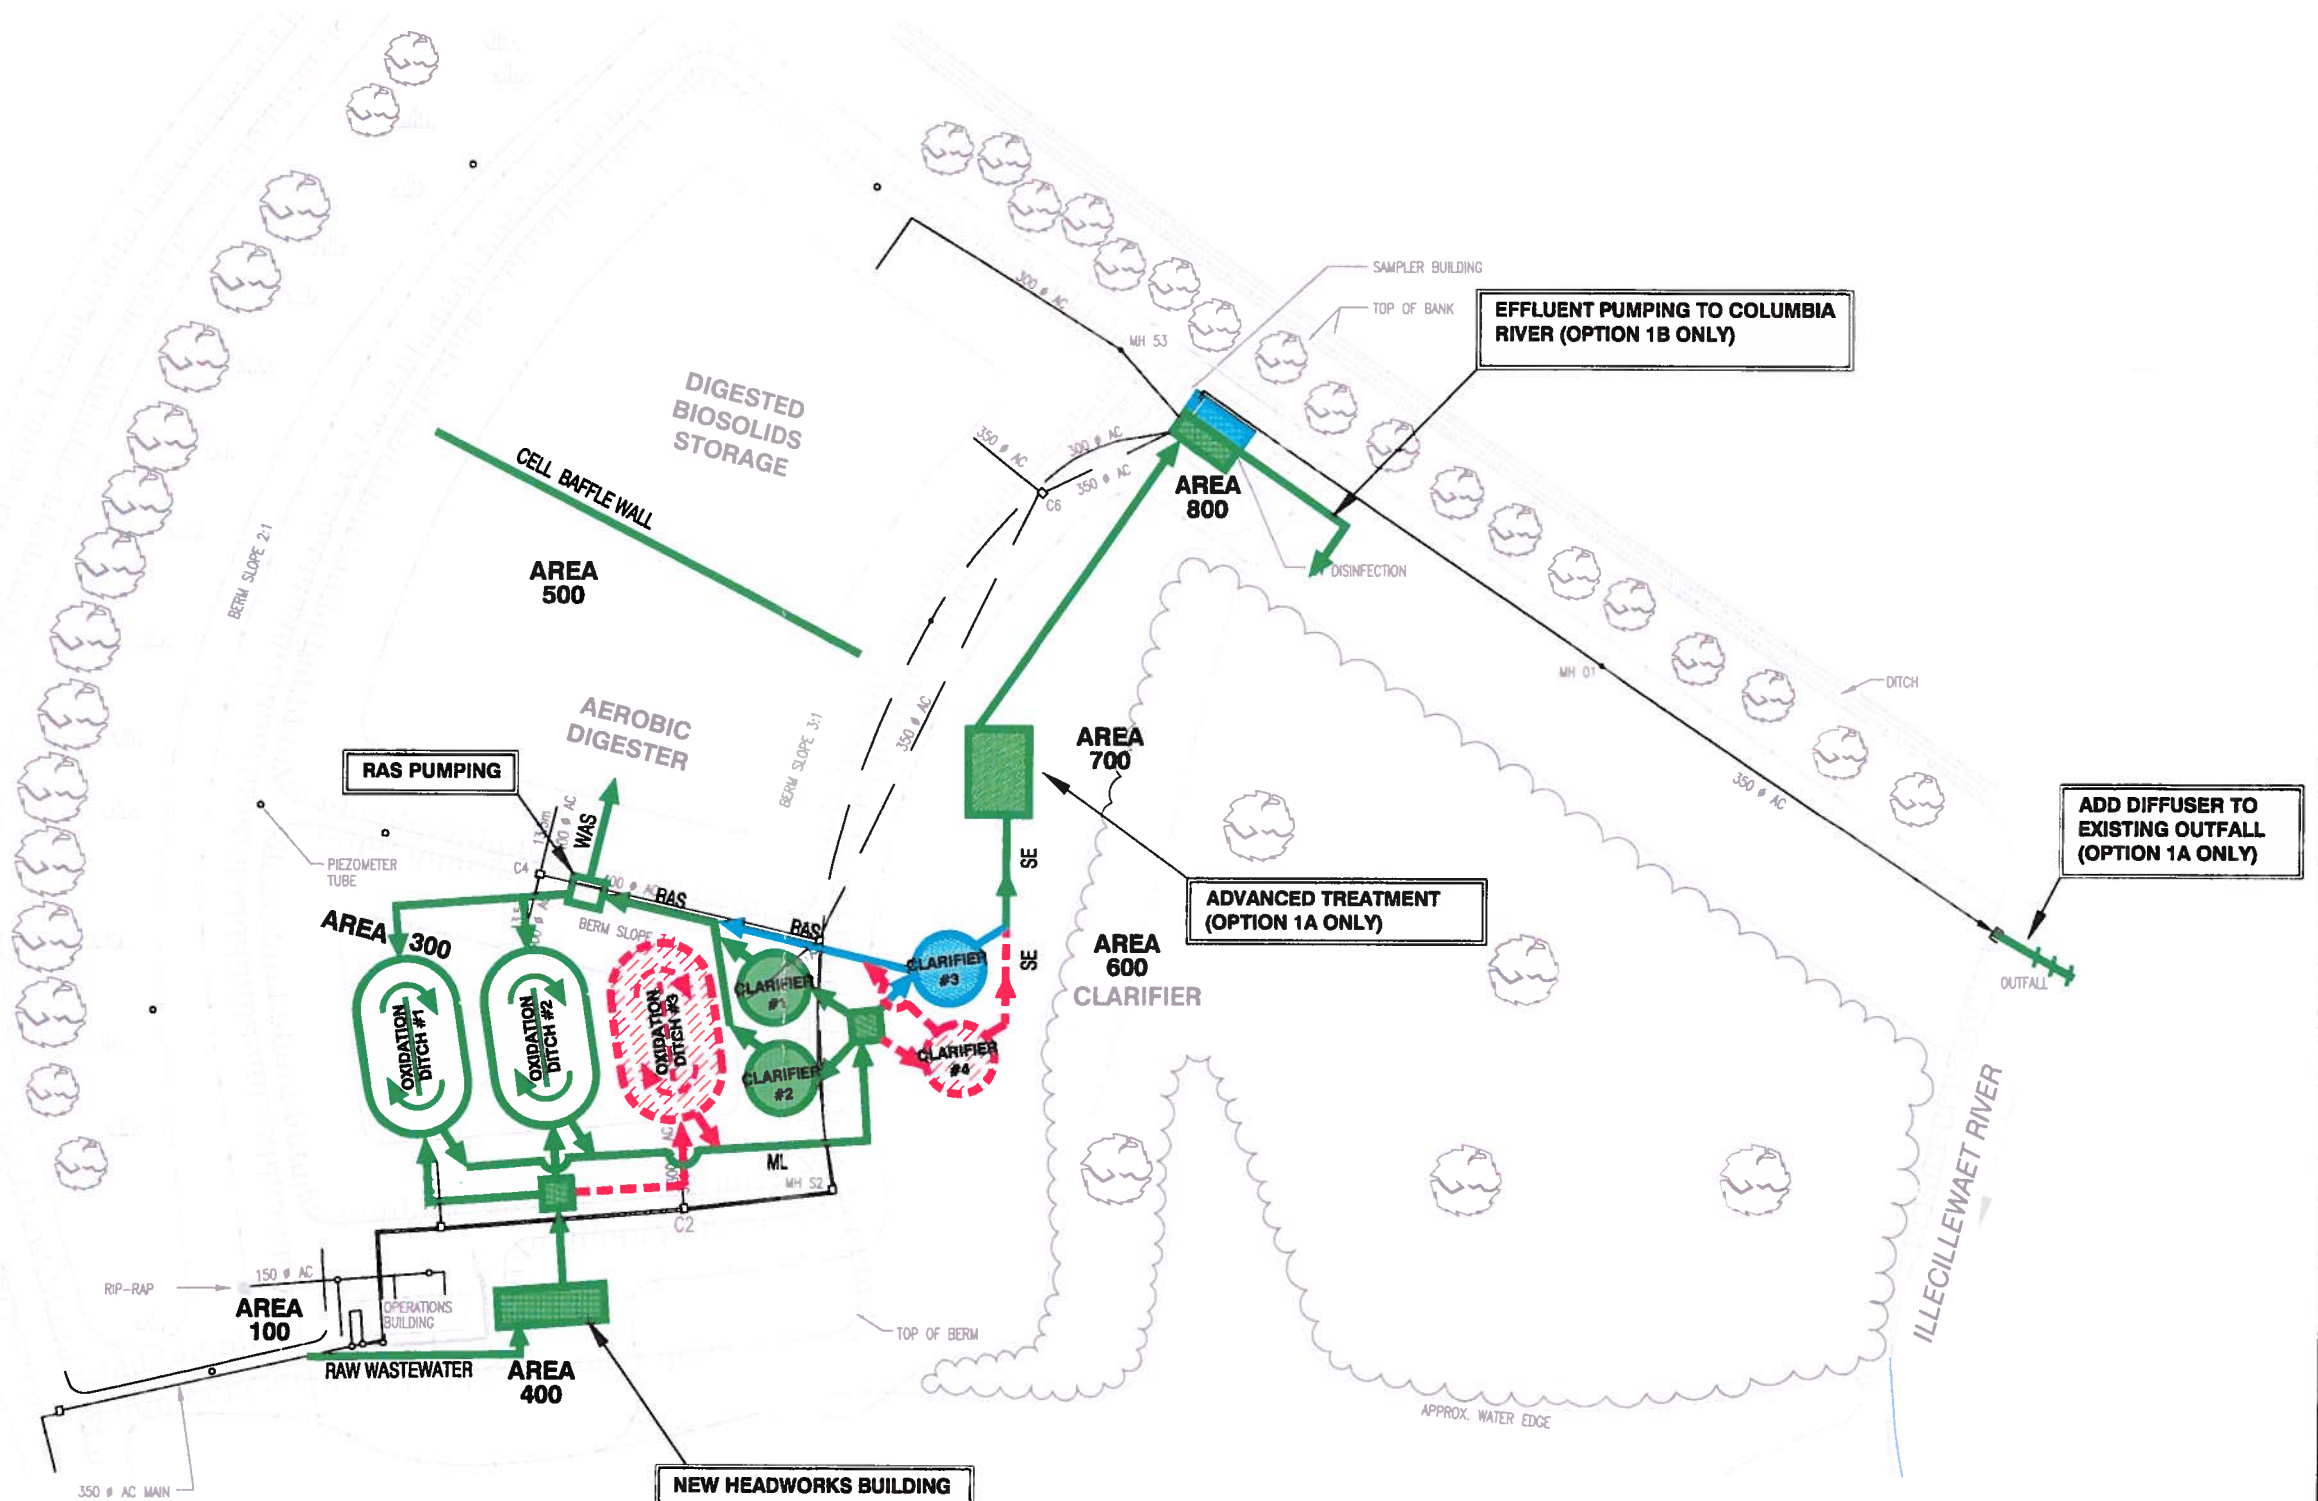 SAMPLER BUILDING
TOP OF BANK
EFFLUENT PUMPING TO COLUMBIA
RIVER (OPTION 1B ONLY)
300 ø AC
MH 53
DIGESTED
BIOSOLIDS
STORAGE
CELL BAFFLE WALL
350 ø AC
300 ø AC
350 ø AC
C6
AREA
800
DISINFECTION
BERM SLOPE 2:1
AREA
500
MH 01
DITCH
AEROBIC
DIGESTER
BERM SLOPE 3:1
350 ø AC
AREA
700
350 ø AC
RAS PUMPING
ADD DIFFUSER TO
EXISTING OUTFALL
(OPTION 1A ONLY)
WAS
C4
PIEZOMETER
TUBE
SE
ADVANCED TREATMENT
(OPTION 1A ONLY)
RAS
RAS
BERM SLOPE
AREA 300
AREA
600
CLARIFIER
SE
OUTFALL
OXIDATION
DITCH #1
OXIDATION
DITCH #2
OXIDATION
DITCH #3
CLARIFIER
#1
CLARIFIER
#2
CLARIFIER
#3
CLARIFIER
#4
ML
MH S2
C2
ILLECILLEWAET RIVER
RIP-RAP
150 ø AC
AREA
100
OPERATIONS
BUILDING
TOP OF BERM
RAW WASTEWATER
AREA
400
APPROX. WATER EDGE
NEW HEADWORKS BUILDING
350 ø AC MAIN